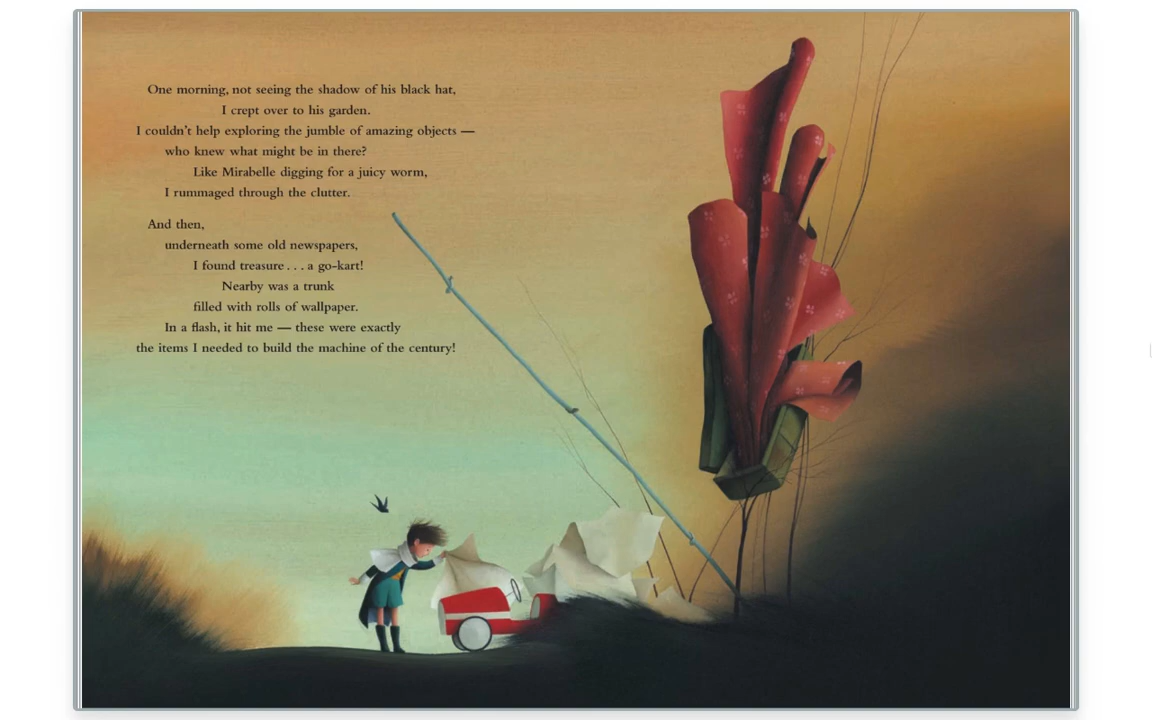 One morning, not seeing the shadow of his black hat,
I crept over to his garden.
I couldn't help exploring the jumble of amazing objects —
who knew what might be in there?
Like Mirabelle digging for a juicy worm,
I rummaged through the clutter.
And then,
underneath some old newspapers,
I found treasure . . . a go-kart!
Nearby was a trunk
filled with rolls of wallpaper.
In a flash, it hit me — these were exactly
the items I needed to build the machine of the century!